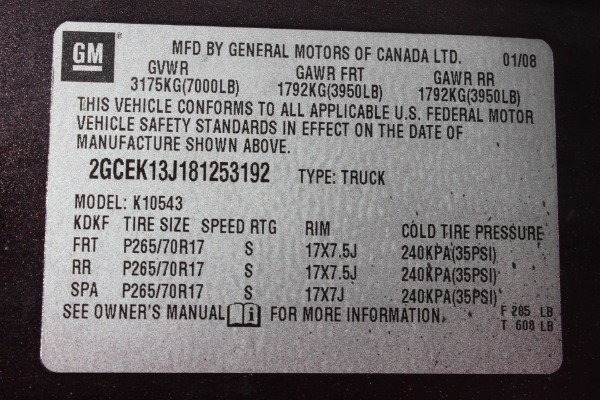 GM
MFD BY GENERAL MOTORS OF CANADA LTD. 01/08
GVWR GAWR FRT GAWR RR
3175KG(7000LB) 1792KG(3950LB) 1792KG(3950LB)
THIS VEHICLE CONFORMS TO ALL APPLICABLE U.S. FEDERAL MOTOR
VEHICLE SAFETY STANDARDS IN EFFECT ON THE DATE OF
MANUFACTURE SHOWN ABOVE.
2GCEK13J181253192 TYPE: TRUCK
MODEL: K10543
KDKF TIRE SIZE SPEED RTG RIM COLD TIRE PRESSURE
FRT P265/70R17 S 17X7.5J 240KPA(35PSI)
RR P265/70R17 S 17X7.5J 240KPA(35PSI)
SPA P265/70R17 S 17X7J 240KPA(35PSI)
SEE OWNER'S MANUAL i FOR MORE INFORMATION. F 285 LB
T 608 LB